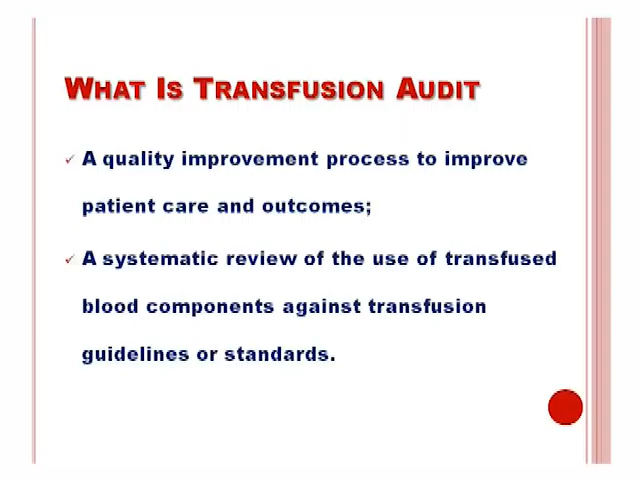 WHAT IS TRANSFUSION AUDIT
A quality improvement process to improve
patient care and outcomes;
A systematic review of the use of transfused
blood components against transfusion
guidelines or standards.